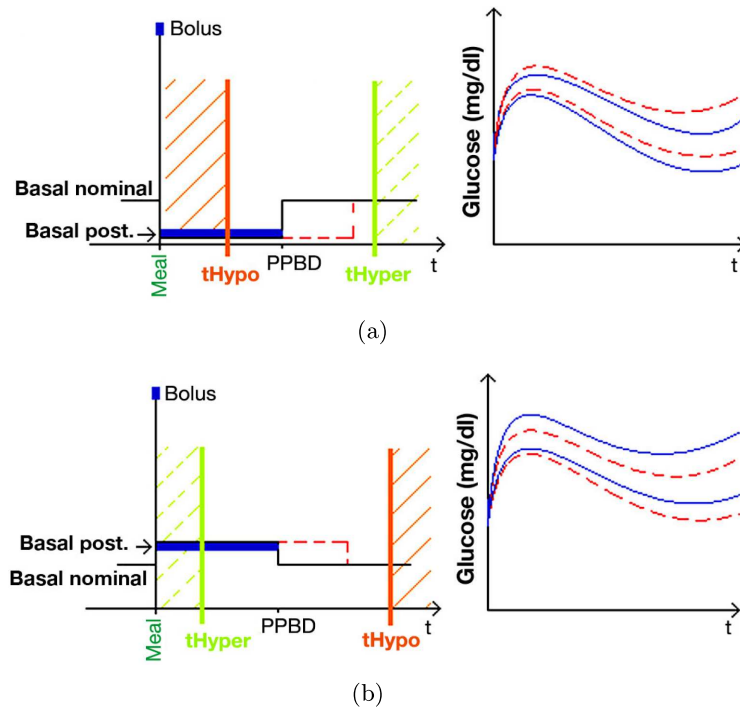 Bolus
Basal nominal
Basal post.
Meal
tHypo
PPBD
tHyper
t
Glucose (mg/dl)
t
(a)
Bolus
Basal post.
Basal nominal
Meal
tHyper
PPBD
tHypo
t
Glucose (mg/dl)
t
(b)